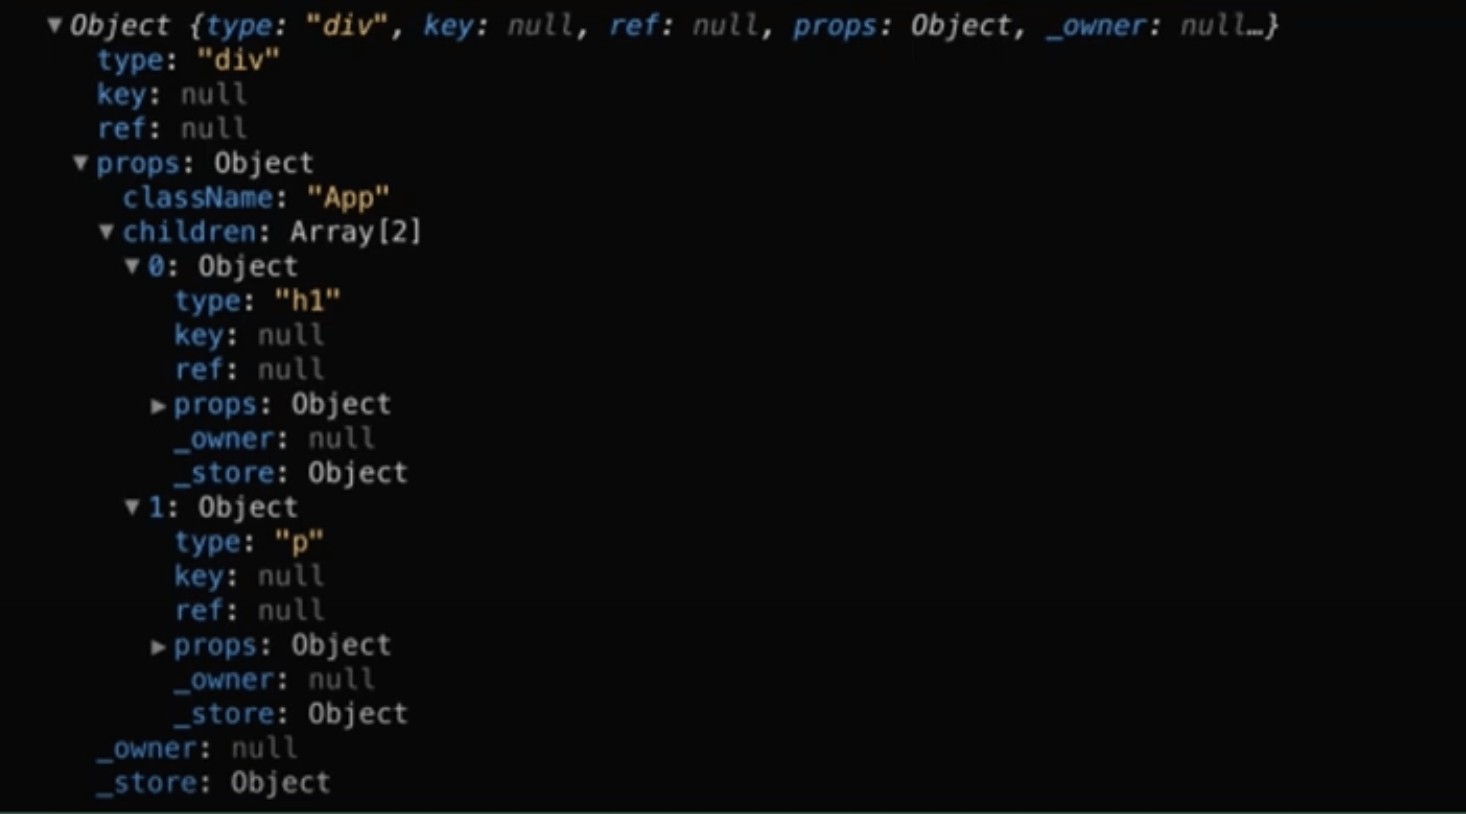 ▼Object {type: "div", key: null, ref: null, props: Object, _owner: null…}
type: "div"
key: null
ref: null
▼props: Object
className: "App"
▼children: Array[2]
▼0: Object
type: "h1"
key: null
ref: null
▶props: Object
_owner: null
_store: Object
▼1: Object
type: "p"
key: null
ref: null
▶props: Object
_owner: null
_store: Object
_owner: null
_store: Object